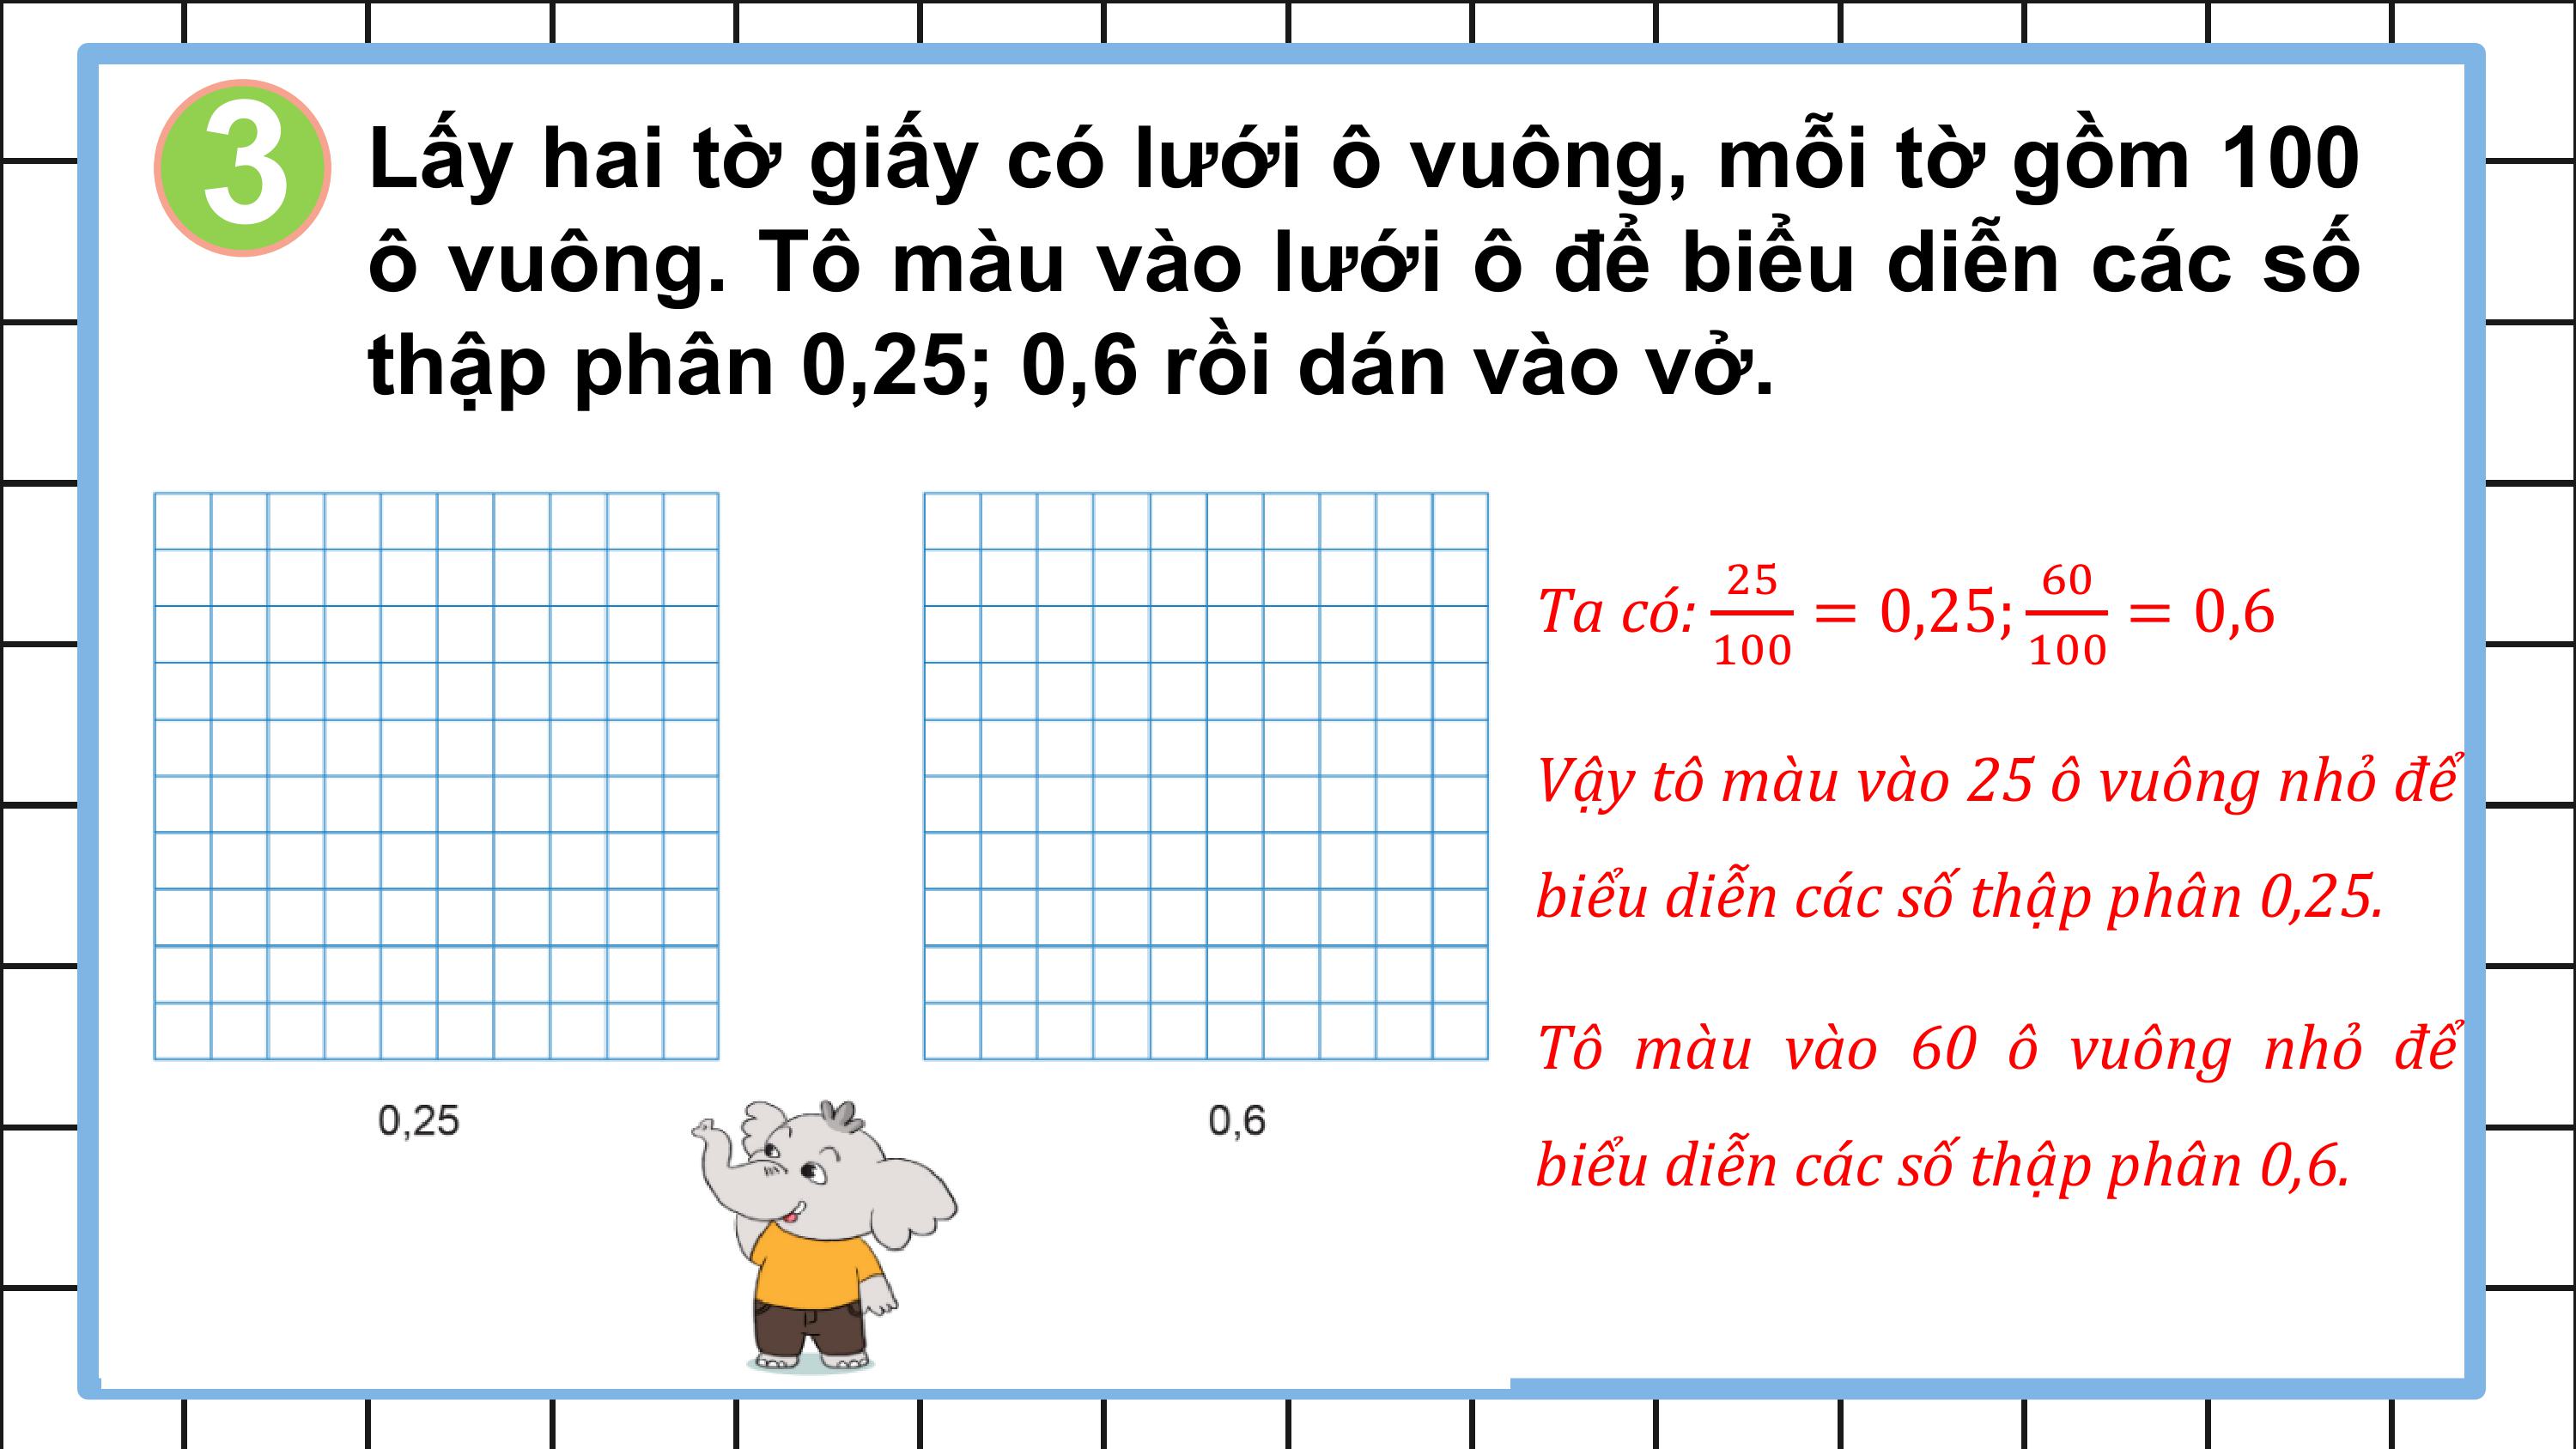 3
Lấy hai tờ giấy có lưới ô vuông, mỗi tờ gồm 100
ô vuông. Tô màu vào lưới ô để biểu diễn các số
thập phân 0,25; 0,6 rồi dán vào vở.
Ta có: 25/100 = 0,25; 60/100 = 0,6
Vậy tô màu vào 25 ô vuông nhỏ để
biểu diễn các số thập phân 0,25.
Tô màu vào 60 ô vuông nhỏ để
biểu diễn các số thập phân 0,6.
0,25
0,6